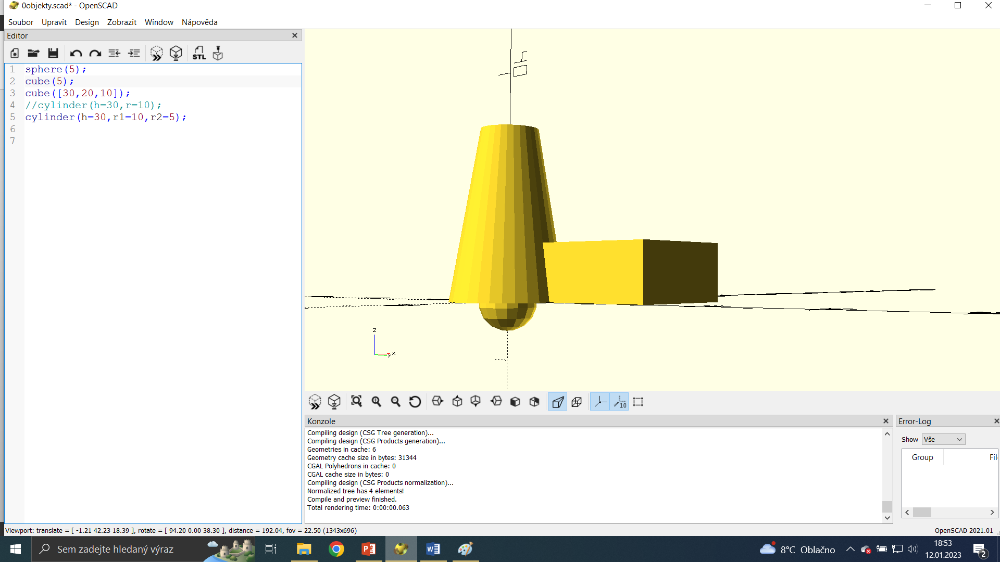 0objekty.scad* - OpenSCAD
Soubor Upravit Design Zobrazit Window Nápověda
Editor
STL
1 sphere(5);
2 cube(5);
3 cube([30,20,10]);
4 //cylinder(h=30,r=10);
5 cylinder(h=30,r1=10,r2=5);
6
7
z
y x
10
Konzole
Compiling design (CSG Tree generation)...
Compiling design (CSG Products generation)...
Geometries in cache: 6
Geometry cache size in bytes: 31344
CGAL Polyhedrons in cache: 0
CGAL cache size in bytes: 0
Compiling design (CSG Products normalization)...
Normalized tree has 4 elements!
Compile and preview finished.
Total rendering time: 0:00:00.063
Error-Log
Show Vše
Group Fil
Viewport: translate = [ -1.21 42.23 18.39 ], rotate = [ 94.20 0.00 38.30 ], distance = 192.04, fov = 22.50 (1343x696)
OpenSCAD 2021.01
Sem zadejte hledaný výraz
8°C Oblačno
18:53
12.01.2023
2